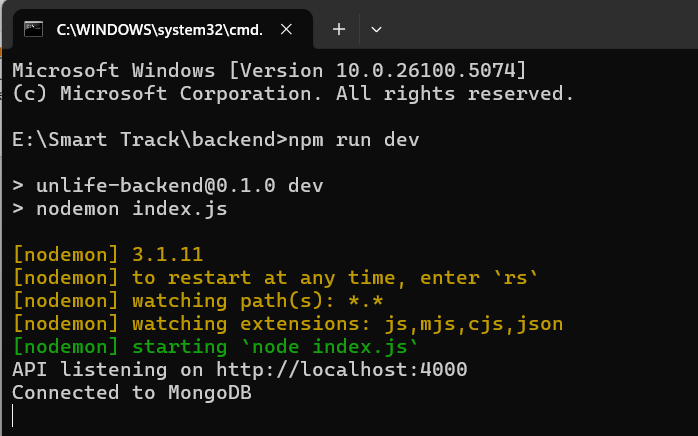 C:\WINDOWS\system32\cmd.
Microsoft Windows [Version 10.0.26100.5074]
(c) Microsoft Corporation. All rights reserved.
E:\Smart Track\backend>npm run dev
> unlife-backend@0.1.0 dev
> nodemon index.js
[nodemon] 3.1.11
[nodemon] to restart at any time, enter `rs`
[nodemon] watching path(s): *.*
[nodemon] watching extensions: js,mjs,cjs,json
[nodemon] starting `node index.js`
API listening on http://localhost:4000
Connected to MongoDB